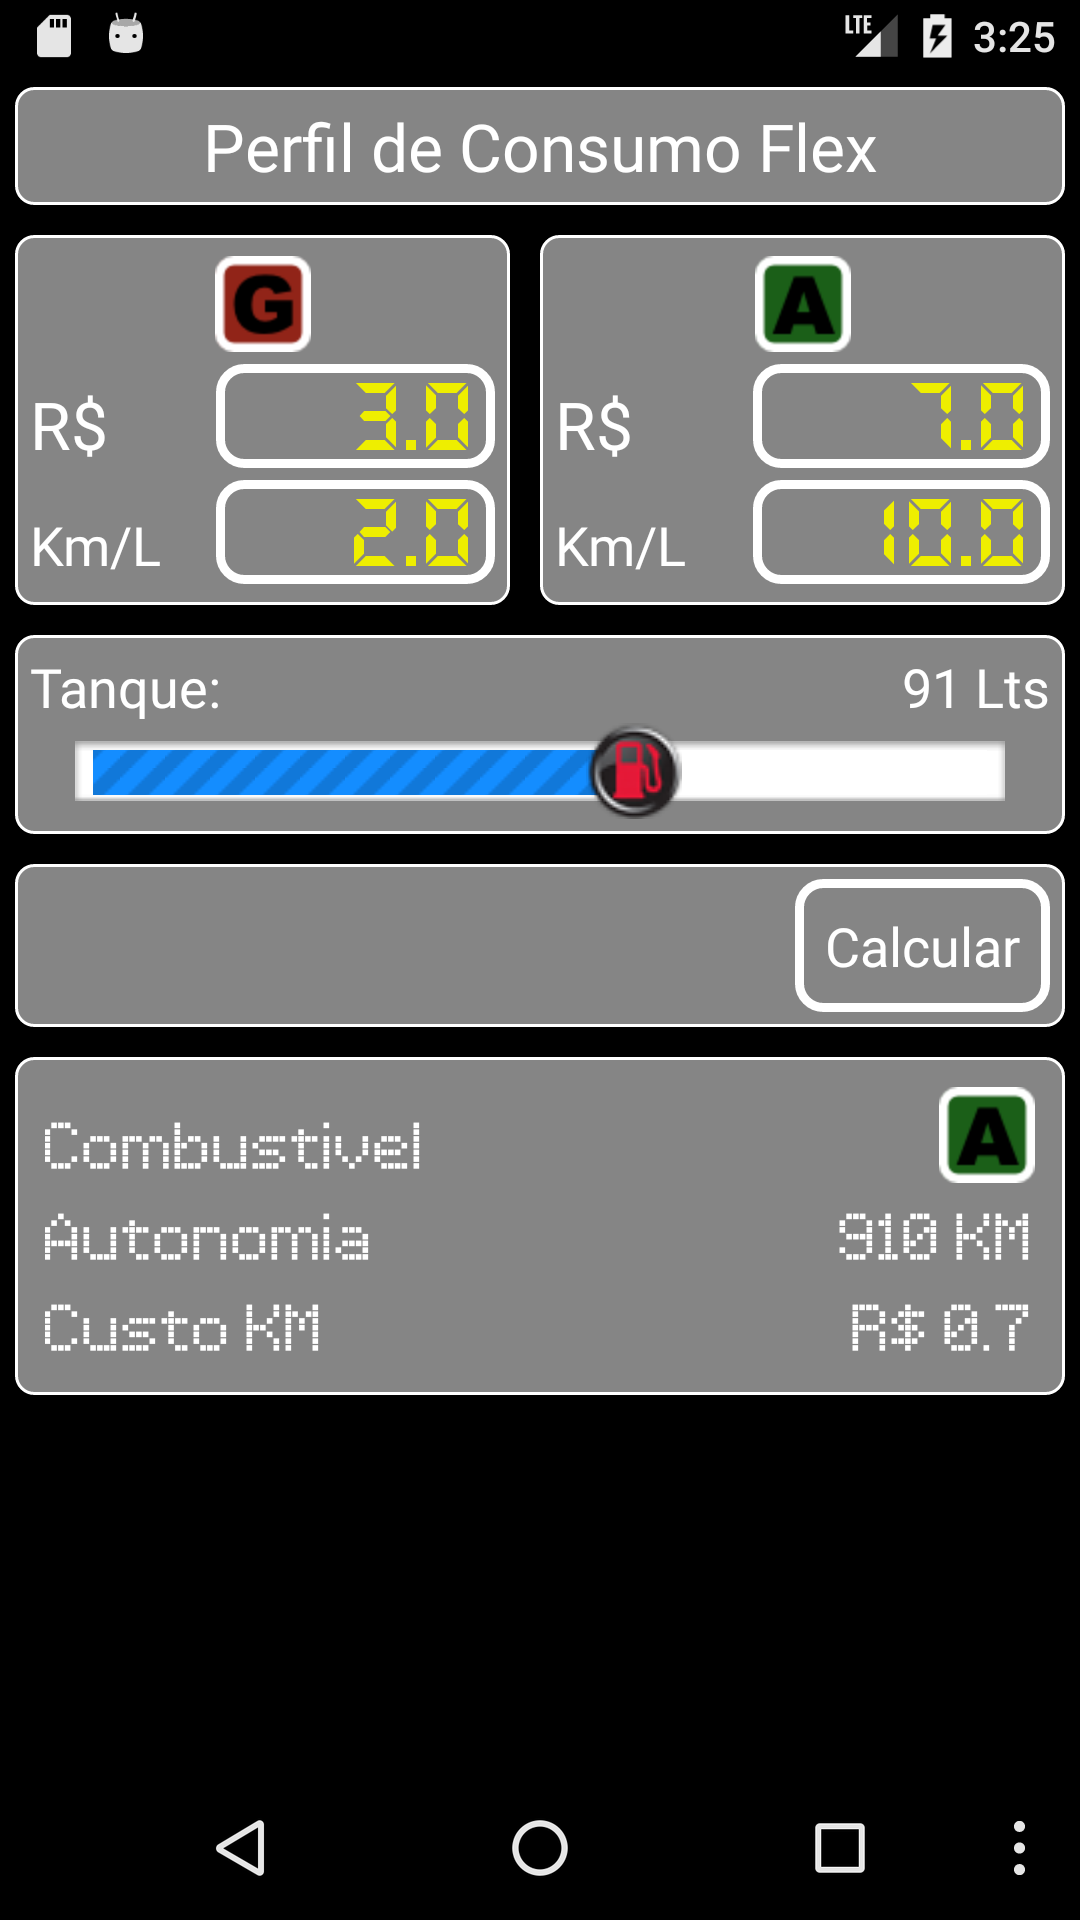 LTE 3:25
Perfil de Consumo Flex
G
R$ 3.0
Km/L 2.0
A
R$ 7.0
Km/L 10.0
Tanque: 91 Lts
Calcular
Combustivel A
Autonomia 910 KM
Custo KM R$ 0.7